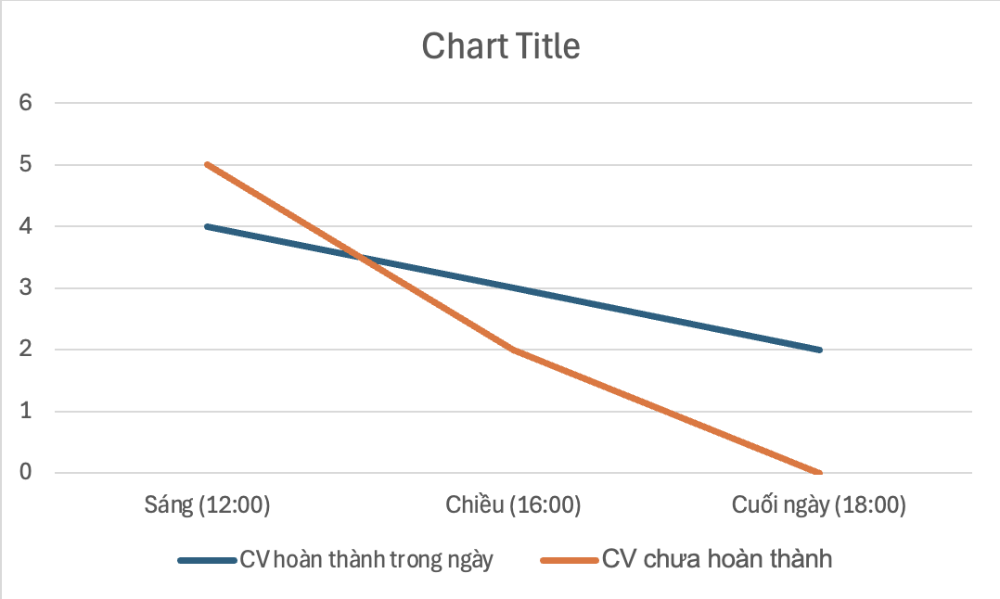 Chart Title
6
5
4
3
2
1
0
Sáng (12:00) Chiều (16:00) Cuối ngày (18:00)
CV hoàn thành trong ngày CV chưa hoàn thành